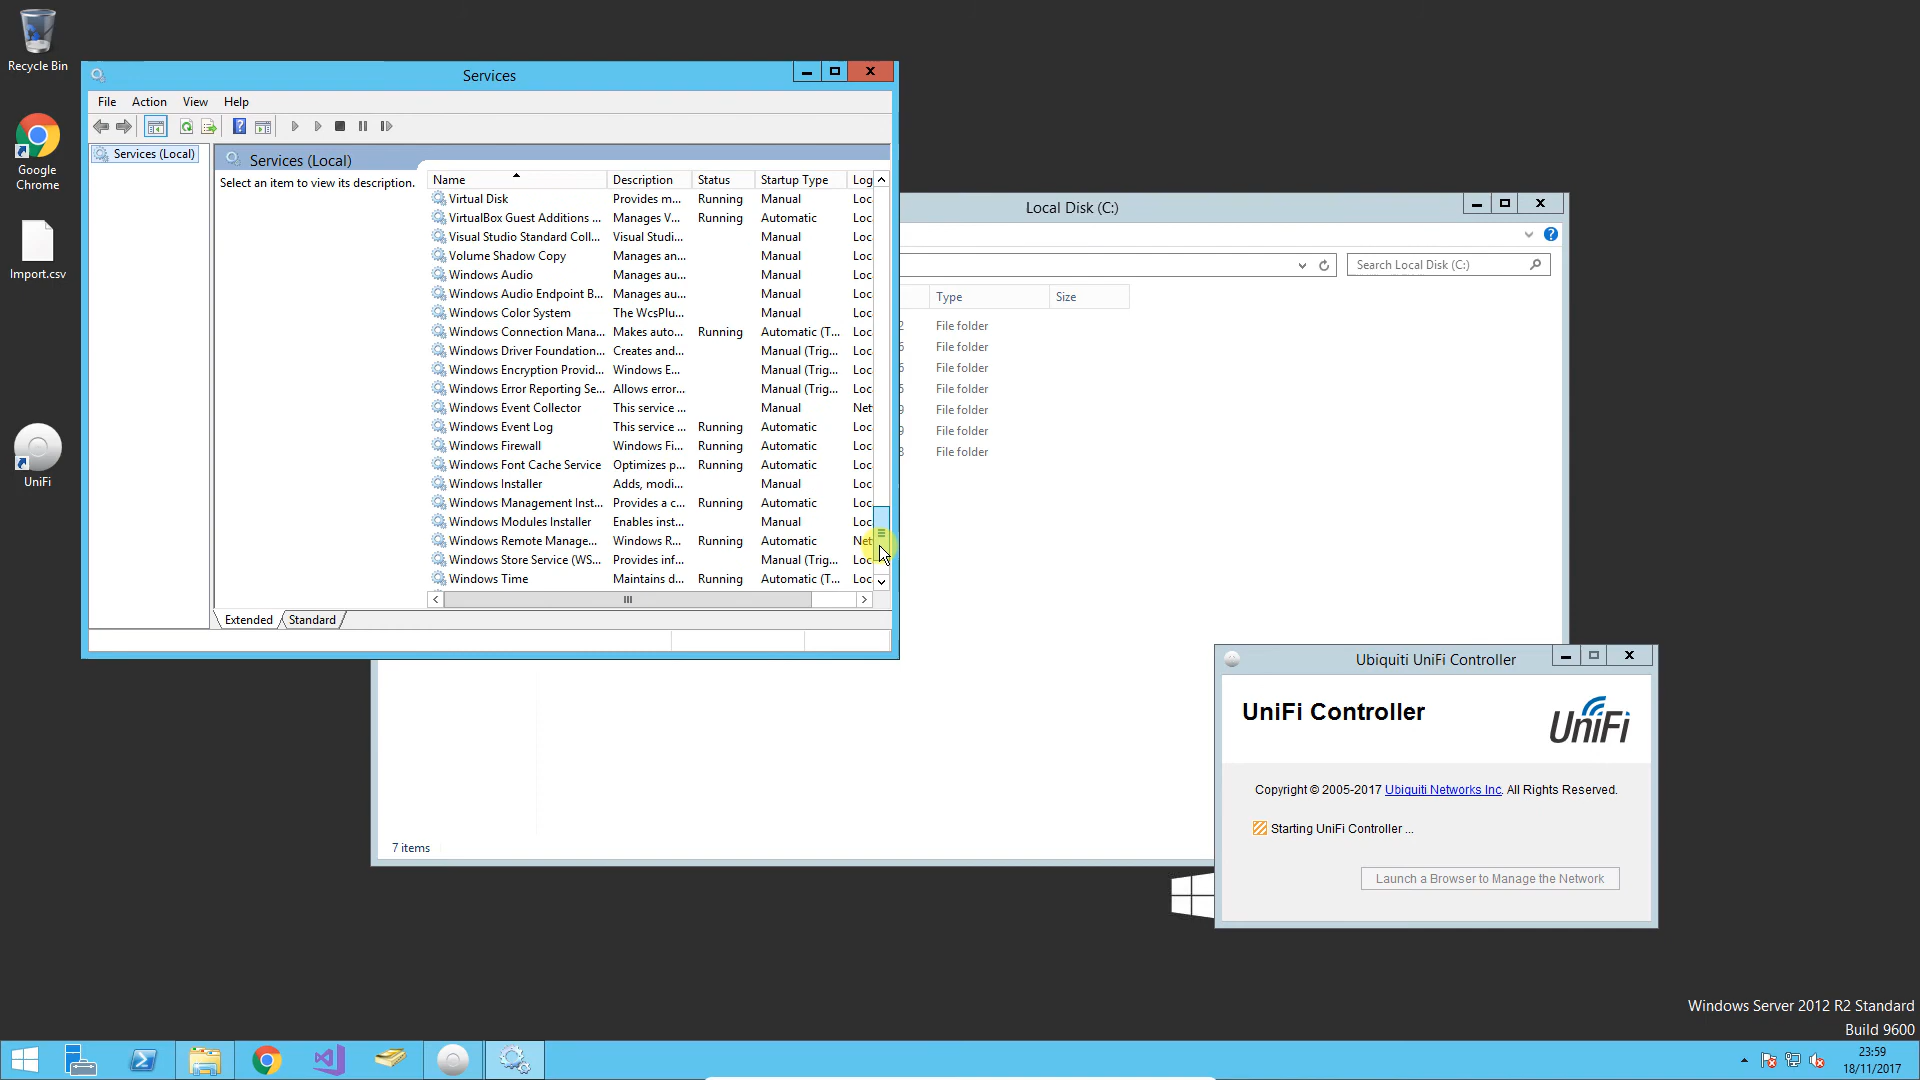 Recycle Bin
Google
Chrome
Import.csv
UniFi
Services
File Action View Help
Services (Local)
Services (Local)
Select an item to view its description.
Name Description Status Startup Type Log
Virtual Disk Provides m... Running Manual Loc
VirtualBox Guest Additions ... Manages V... Running Automatic Loc
Visual Studio Standard Coll... Visual Studi... Manual Loc
Volume Shadow Copy Manages an... Manual Loc
Windows Audio Manages au... Manual Loc
Windows Audio Endpoint B... Manages au... Manual Loc
Windows Color System The WcsPlu... Manual Loc
Windows Connection Mana... Makes auto... Running Automatic (T... Loc
Windows Driver Foundation... Creates and... Manual (Trig... Loc
Windows Encryption Provid... Windows E... Manual (Trig... Loc
Windows Error Reporting Se... Allows error... Manual (Trig... Loc
Windows Event Collector This service ... Manual Net
Windows Event Log This service ... Running Automatic Loc
Windows Firewall Windows Fi... Running Automatic Loc
Windows Font Cache Service Optimizes p... Running Automatic Loc
Windows Installer Adds, modi... Manual Loc
Windows Management Inst... Provides a c... Running Automatic Loc
Windows Modules Installer Enables inst... Manual Loc
Windows Remote Manage... Windows R... Running Automatic Net
Windows Store Service (WS... Provides inf... Manual (Trig... Loc
Windows Time Maintains d... Running Automatic (T... Loc
Extended Standard
Local Disk (C:)
Search Local Disk (C:)
Type Size
2 File folder
5 File folder
5 File folder
5 File folder
9 File folder
9 File folder
3 File folder
7 items
Ubiquiti UniFi Controller
UniFi Controller
UniFi
Copyright © 2005-2017 Ubiquiti Networks Inc. All Rights Reserved.
Starting UniFi Controller ...
Launch a Browser to Manage the Network
Windows Server 2012 R2 Standard
Build 9600
23:59
18/11/2017